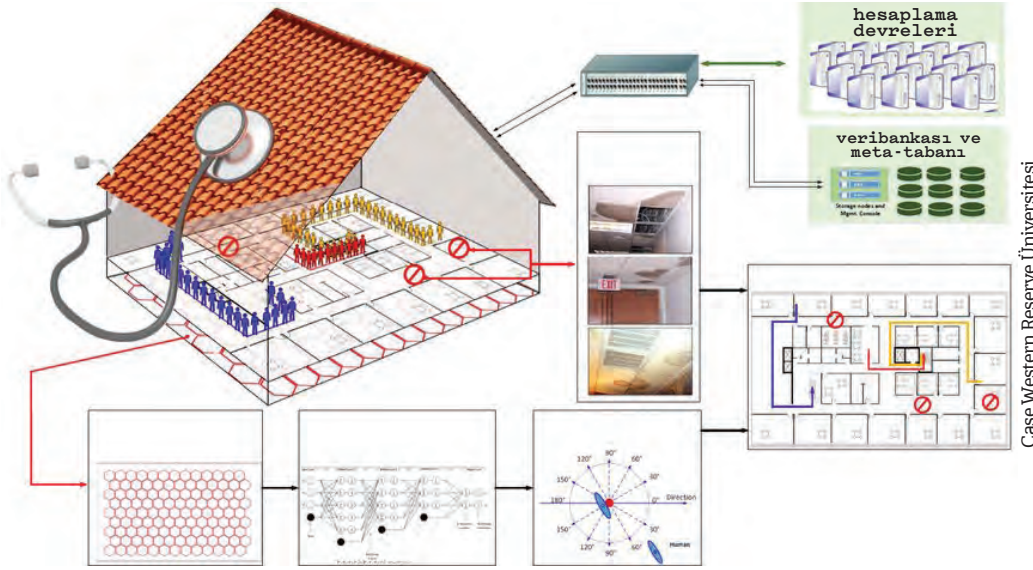 hesaplama
devreleri
veribankası ve
meta-tabanı
Storage nodes and
Mgmt. Console
EXIT
Case Western Reserve Üniversitesi
90°
120°
60°
150°
30°
180°
0°
Direction
150°
30°
120°
60°
90°
Human